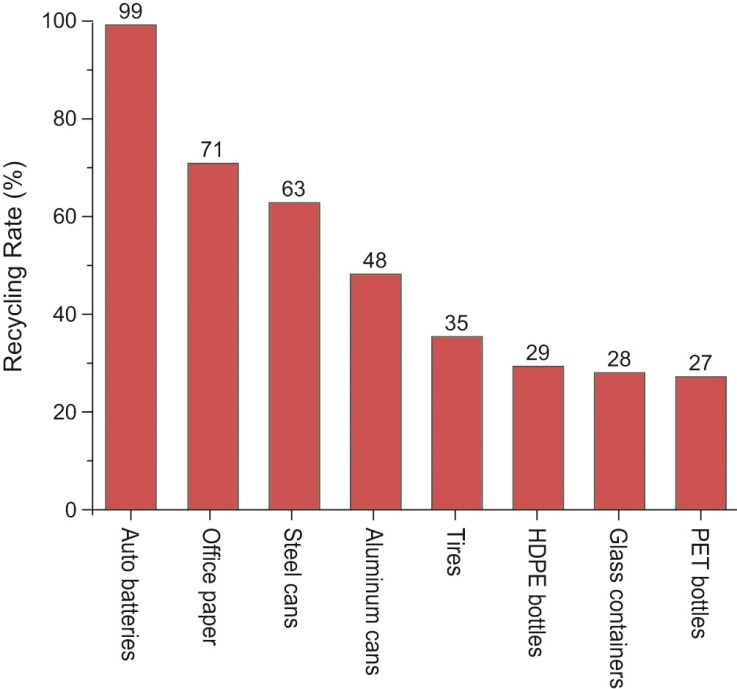 Recycling Rate (%)
100
80
60
40
20
0
99
71
63
48
35
29
28
27
Auto batteries
Office paper
Steel cans
Aluminum cans
Tires
HDPE bottles
Glass containers
PET bottles